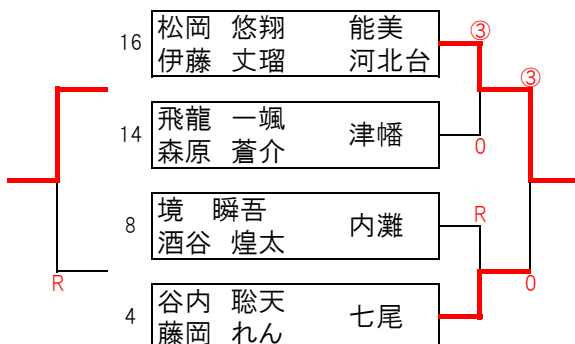 16 松岡 悠翔 能美 ③
伊藤 丈瑠 河北台
③
14 飛龍 一颯 津幡
森原 蒼介 0
8 境 瞬吾 内灘 R
酒谷 煌太
R 0
4 谷内 聡天 七尾
藤岡 れん